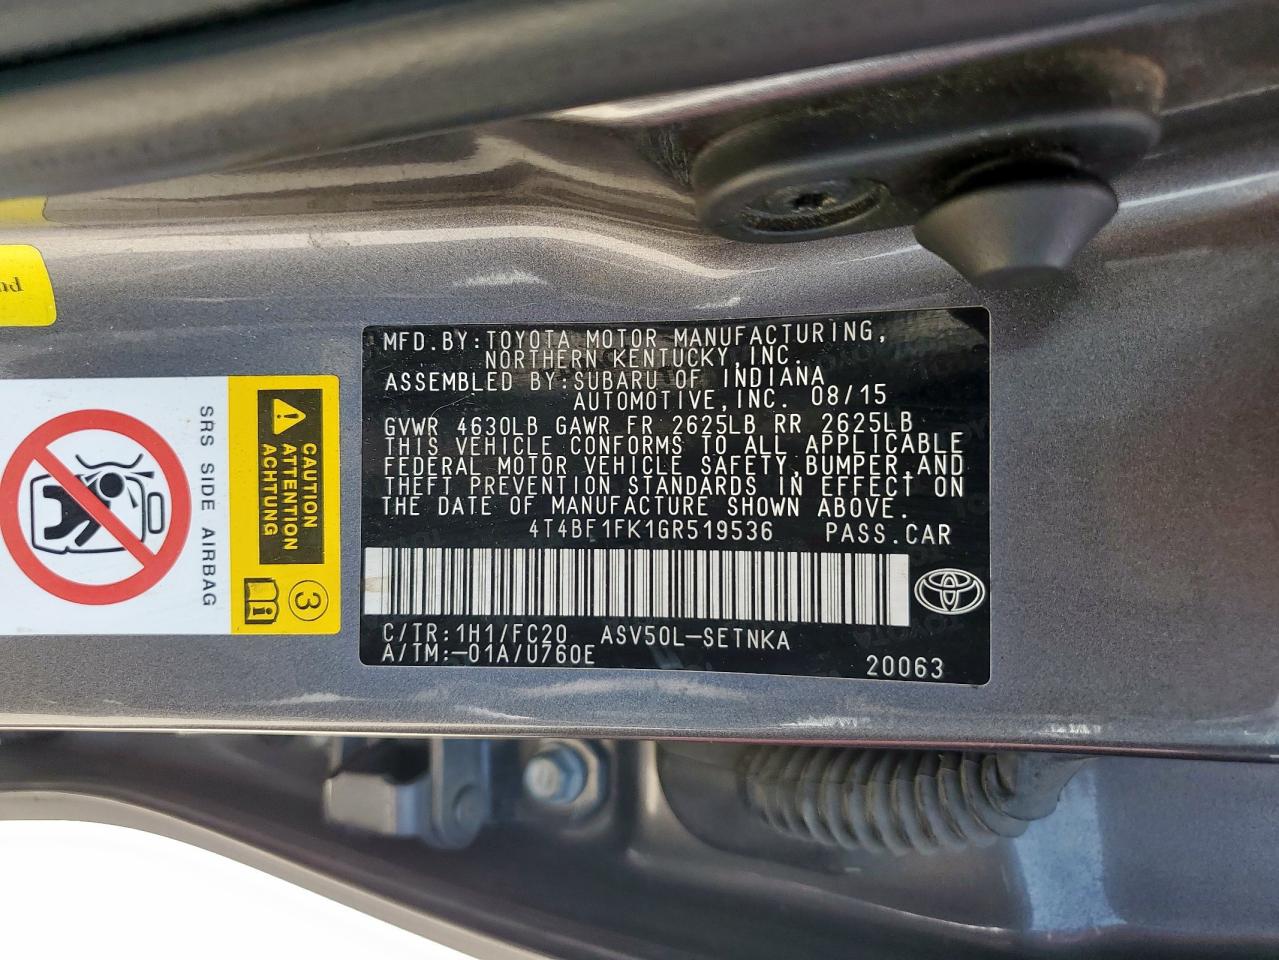 MFD.BY:TOYOTA MOTOR MANUFACTURING,
NORTHERN KENTUCKY,INC.
ASSEMBLED BY:SUBARU OF INDIANA
AUTOMOTIVE,INC. 08/15
GVWR 4630LB GAWR FR 2625LB RR 2625LB
THIS VEHICLE CONFORMS TO ALL APPLICABLE
FEDERAL MOTOR VEHICLE SAFETY,BUMPER,AND
THEFT PREVENTION STANDARDS IN EFFECT ON
THE DATE OF MANUFACTURE SHOWN ABOVE.
4T4BF1FK1GR519536 PASS.CAR
C/TR:1H1/FC20 ASV50L-SETNKA
A/TM:-01A/U760E
20063
CAUTION
ATTENTION
ACHTUNG
3
SRS SIDE AIRBAG